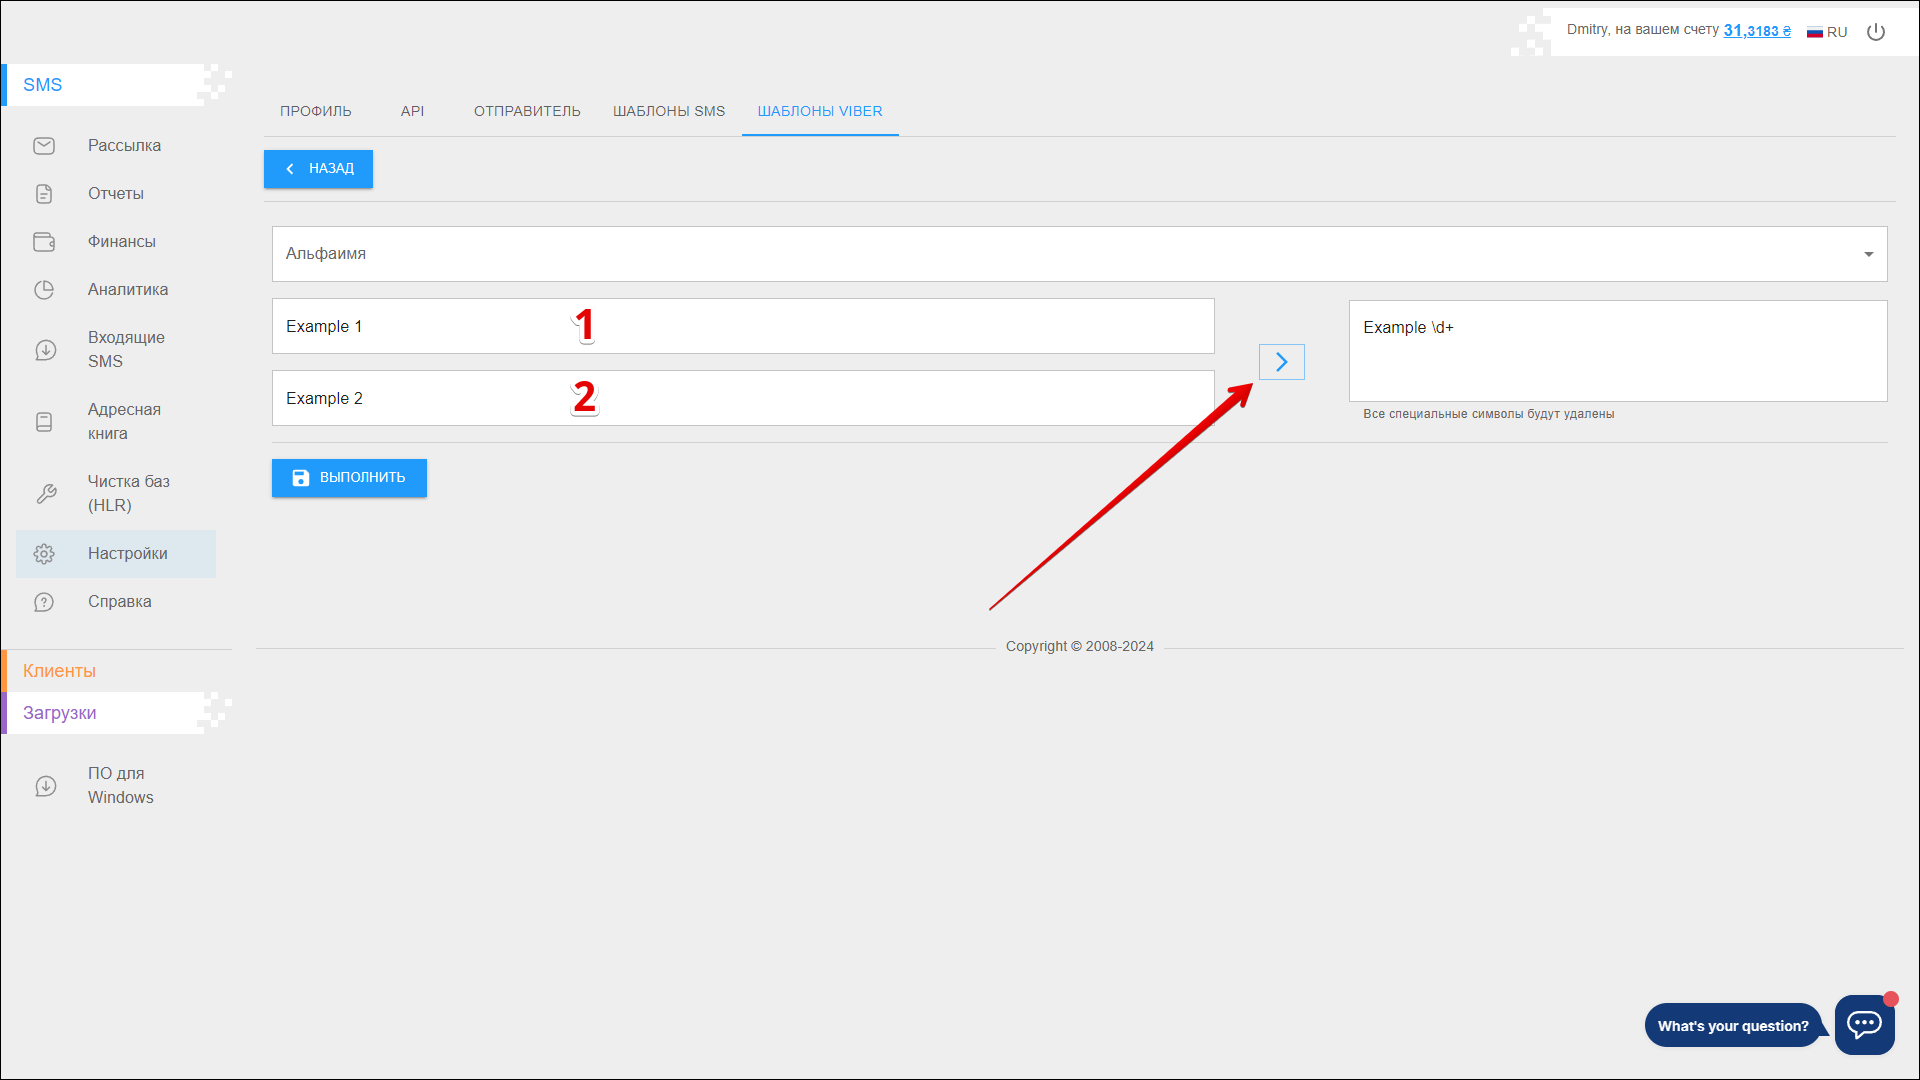 Dmitry, на вашем счету 31,3183 ₴ RU
SMS
ПРОФИЛЬ API ОТПРАВИТЕЛЬ ШАБЛОНЫ SMS ШАБЛОНЫ VIBER
НАЗАД
Рассылка
Отчеты
Финансы
Аналитика
Входящие
SMS
Адресная
книга
Чистка баз
(HLR)
Настройки
Справка
Клиенты
Загрузки
ПО для
Windows
Альфаимя
Example 1
1
Example 2
2
Example \d+
Все специальные символы будут удалены
ВЫПОЛНИТЬ
Copyright © 2008-2024
What's your question?